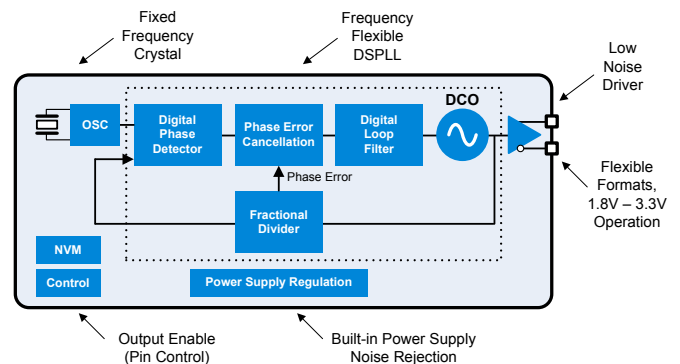 Fixed
Frequency
Crystal
Frequency
Flexible
DSPLL
Low
Noise
Driver
OSC
Digital
Phase
Detector
Phase Error
Cancellation
Digital
Loop
Filter
DCO
Phase Error
Fractional
Divider
Flexible
Formats,
1.8V – 3.3V
Operation
NVM
Control
Power Supply Regulation
Output Enable
(Pin Control)
Built-in Power Supply
Noise Rejection